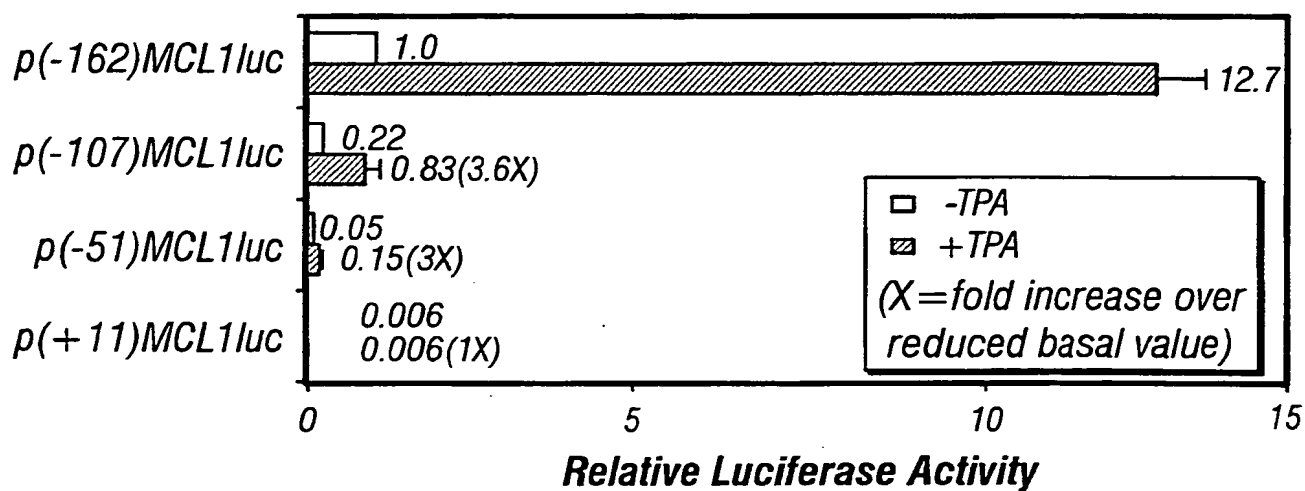 p(-162)MCL1luc
1.0
12.7
p(-107)MCL1luc
0.22
0.83(3.6X)
p(-51)MCL1luc
0.05
0.15(3X)
p(+11)MCL1luc
0.006
0.006(1X)
-TPA
+TPA
(X=fold increase over
reduced basal value)
0 5 10 15
Relative Luciferase Activity